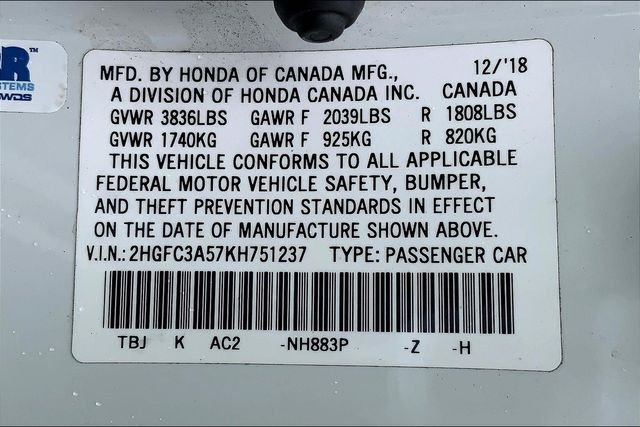 R™
STEMS
MFD. BY HONDA OF CANADA MFG., 12/'18
A DIVISION OF HONDA CANADA INC. CANADA
GVWR 3836LBS GAWR F 2039LBS R 1808LBS
GVWR 1740KG GAWR F 925KG R 820KG
THIS VEHICLE CONFORMS TO ALL APPLICABLE
FEDERAL MOTOR VEHICLE SAFETY, BUMPER,
AND THEFT PREVENTION STANDARDS IN EFFECT
ON THE DATE OF MANUFACTURE SHOWN ABOVE.
V.I.N.: 2HGFC3A57KH751237 TYPE: PASSENGER CAR
TBJ K AC2 -NH883P -Z -H